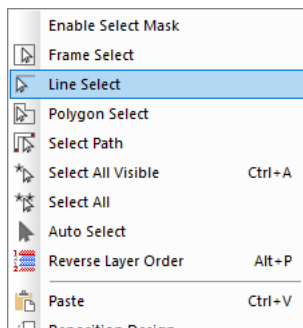 Enable Select Mask
Frame Select
Line Select
Polygon Select
Select Path
Select All Visible Ctrl+A
Select All
Auto Select
Reverse Layer Order Alt+P
Paste Ctrl+V